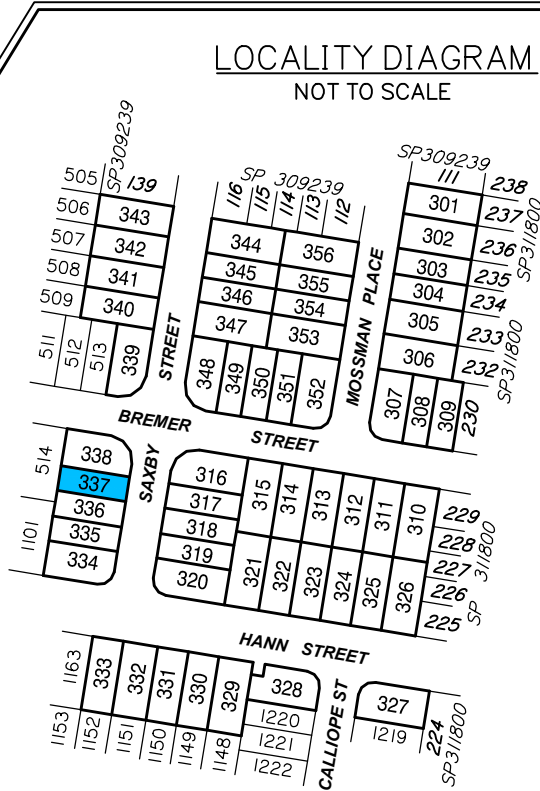 LOCALITY DIAGRAM
NOT TO SCALE
SP309239
505 139
506 343
507 342
508 341
509 340
511 512 513 339
STREET
SP 309239
116 115 114 113 112
344 356
345 355
346 354
347 353
348 349 350 351 352
MOSSMAN PLACE
SP309239
111 238
301 237
302 236
SP311800
303 235
304 234
305 233
306 232
SP311800
307 308 309 230
BREMER STREET
SAXBY
514 338
337
336
1101 335
334
316 315 314 313 312 311 310 229
317 228
318
319 321 322 323 324 325 326 227
320 226
225
SP 311800
HANN STREET
1163 333 332 331 330 329 328
1153 1152 1151 1150 1149 1148
1220
1221
1222
CALLIOPE ST
327
1219
224
SP311800